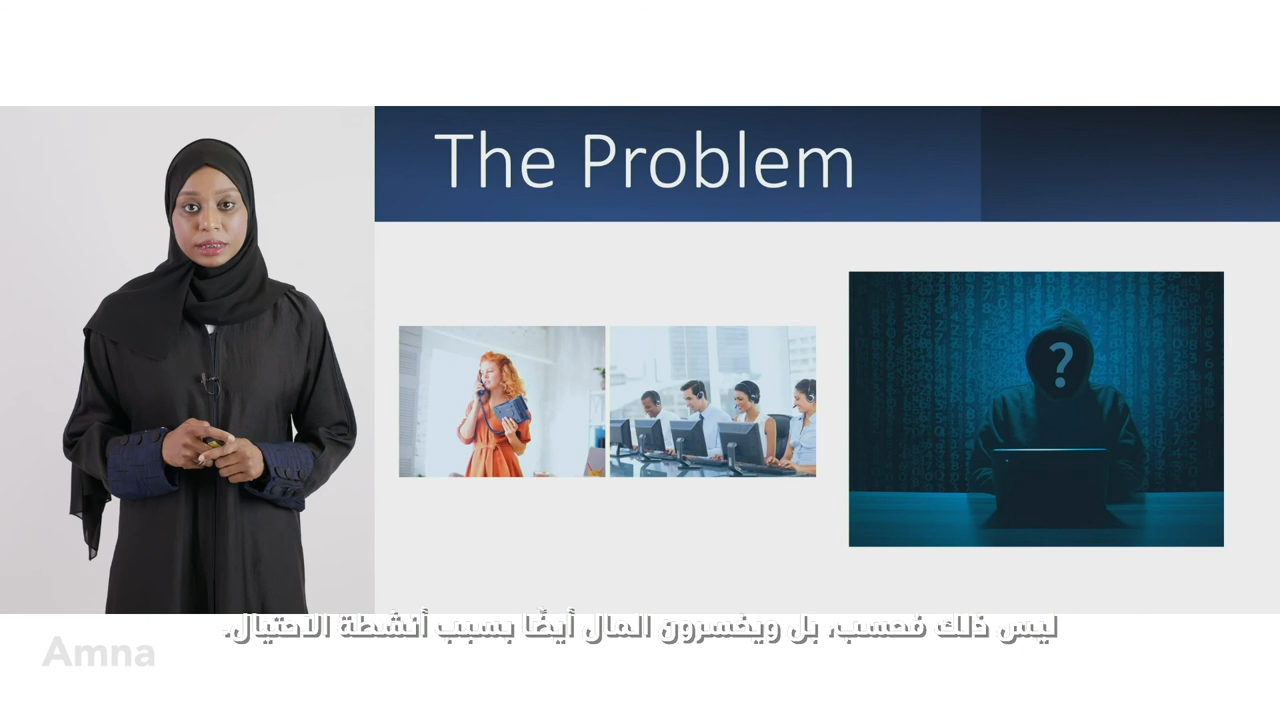 The Problem
?
ليس ذلك فحسب، بل ويخسرون المال أيضًا بسبب أنشطة الاحتيال.
Amna